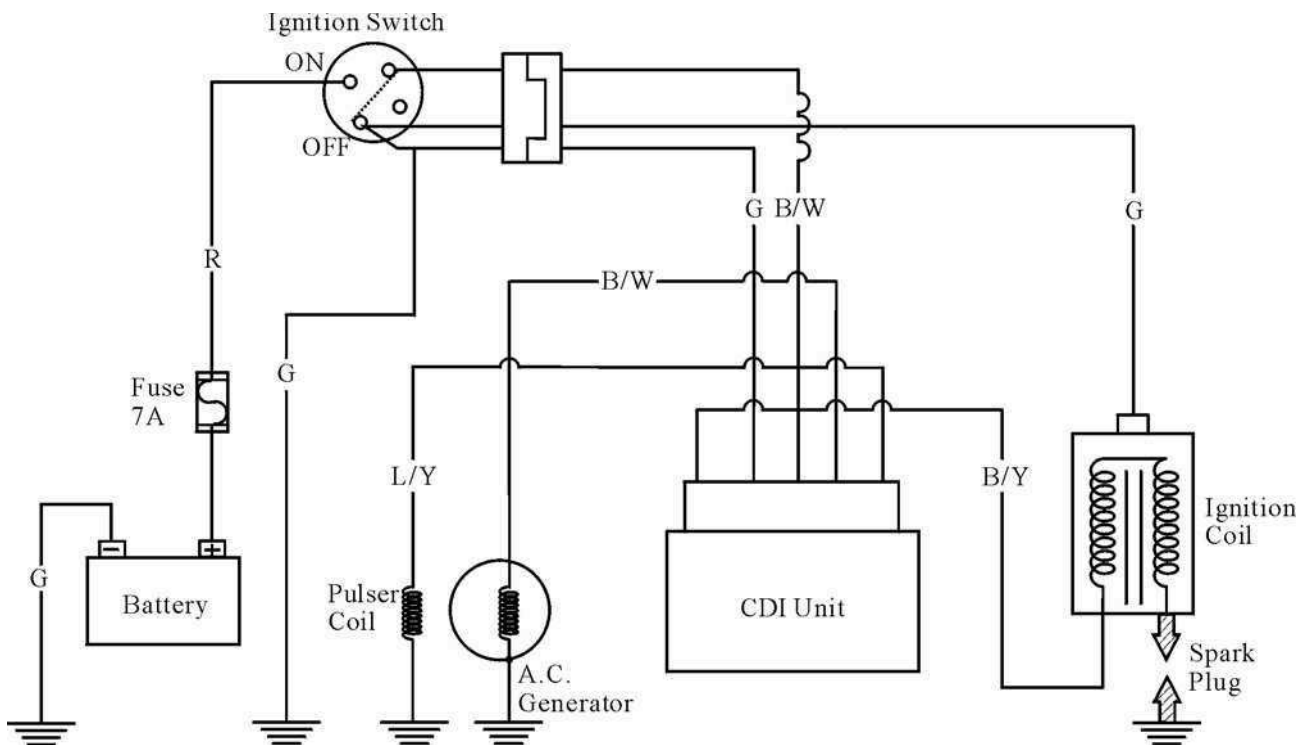 Ignition Switch
ON
OFF
G
B/W
G
R
B/W
G
Fuse
7A
L/Y
B/Y
Ignition
Coil
G
Battery
Pulser
Coil
CDI Unit
A.C.
Generator
Spark
Plug